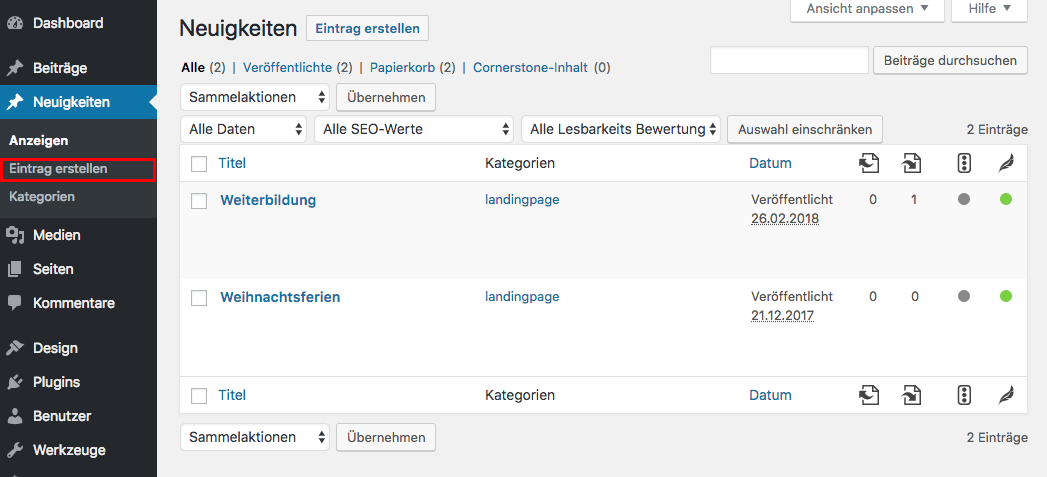 Dashboard
Beiträge
Neuigkeiten
Anzeigen
Eintrag erstellen
Kategorien
Medien
Seiten
Kommentare
Design
Plugins
Benutzer
Werkzeuge
Ansicht anpassen Hilfe
Neuigkeiten Eintrag erstellen
Alle (2) | Veröffentlichte (2) | Papierkorb (2) | Cornerstone-Inhalt (0)
Beiträge durchsuchen
Sammelaktionen Übernehmen
Alle Daten Alle SEO-Werte Alle Lesbarkeits Bewertung Auswahl einschränken 2 Einträge
Titel Kategorien Datum
Weiterbildung landingpage Veröffentlicht 0 1
26.02.2018
Weihnachtsferien landingpage Veröffentlicht 0 0
21.12.2017
Titel Kategorien Datum
Sammelaktionen Übernehmen 2 Einträge